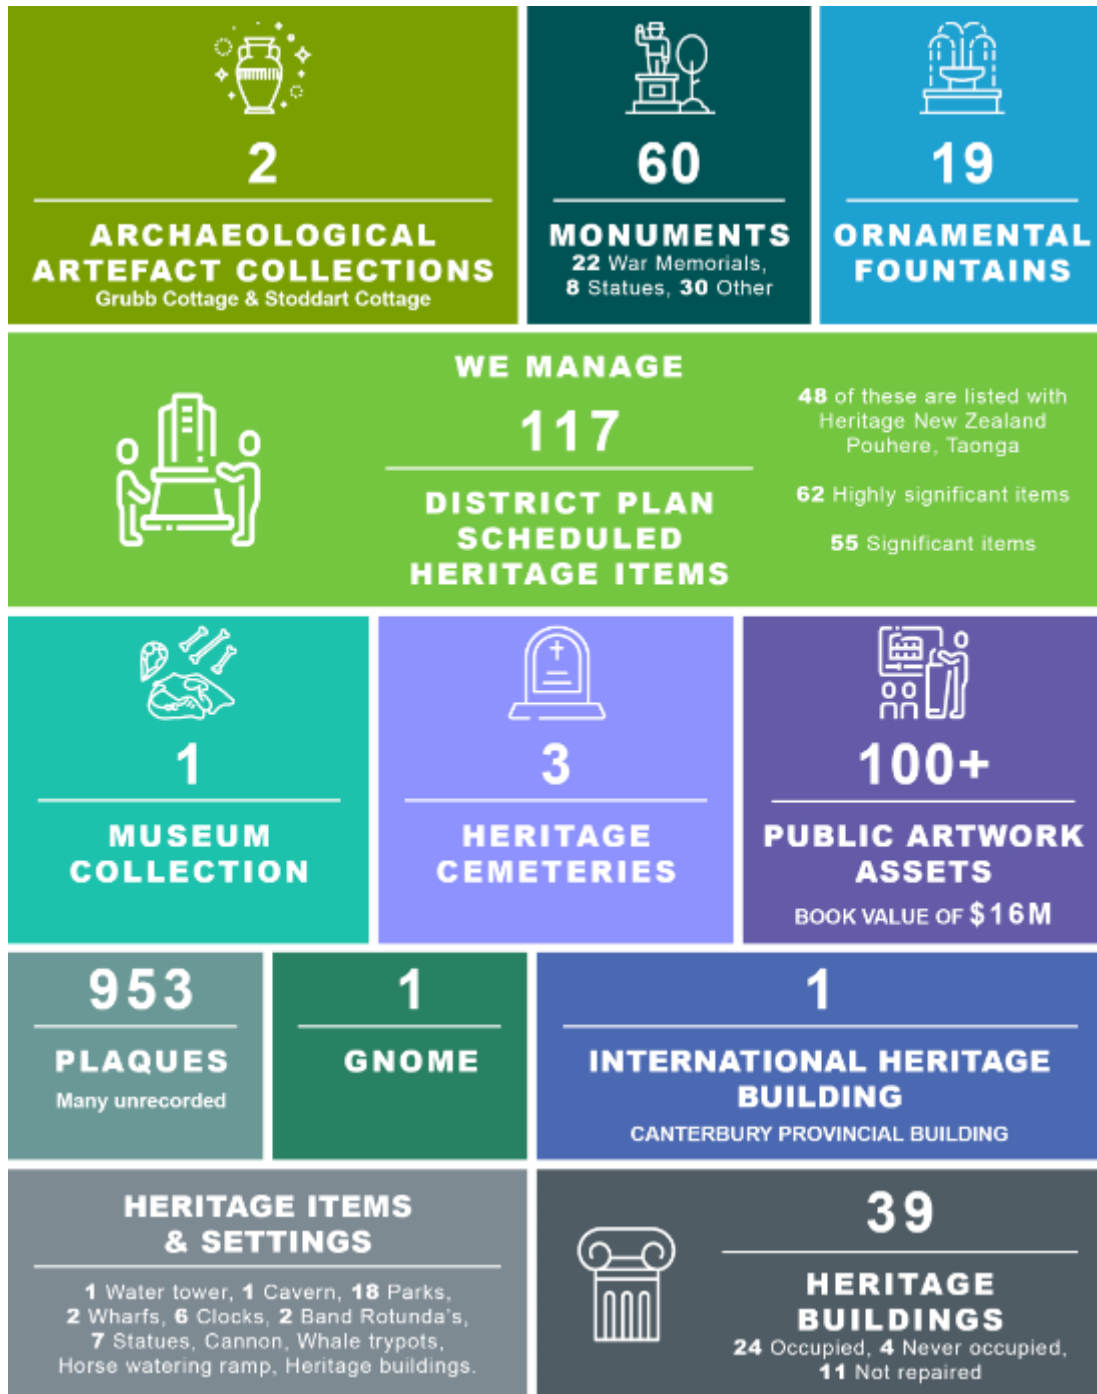 2
ARCHAEOLOGICAL
ARTEFACT COLLECTIONS
Grubb Cottage & Stoddart Cottage
60
MONUMENTS
22 War Memorials,
8 Statues, 30 Other
19
ORNAMENTAL
FOUNTAINS
WE MANAGE
117
DISTRICT PLAN
SCHEDULED
HERITAGE ITEMS
48 of these are listed with
Heritage New Zealand
Pouhere, Taonga
62 Highly significant items
55 Significant items
1
MUSEUM
COLLECTION
3
HERITAGE
CEMETERIES
100+
PUBLIC ARTWORK
ASSETS
BOOK VALUE OF $16M
953
PLAQUES
Many unrecorded
1
GNOME
1
INTERNATIONAL HERITAGE
BUILDING
CANTERBURY PROVINCIAL BUILDING
HERITAGE ITEMS
& SETTINGS
1 Water tower, 1 Cavern, 18 Parks,
2 Wharfs, 6 Clocks, 2 Band Rotunda's,
7 Statues, Cannon, Whale trypots,
Horse watering ramp, Heritage buildings.
39
HERITAGE
BUILDINGS
24 Occupied, 4 Never occupied,
11 Not repaired